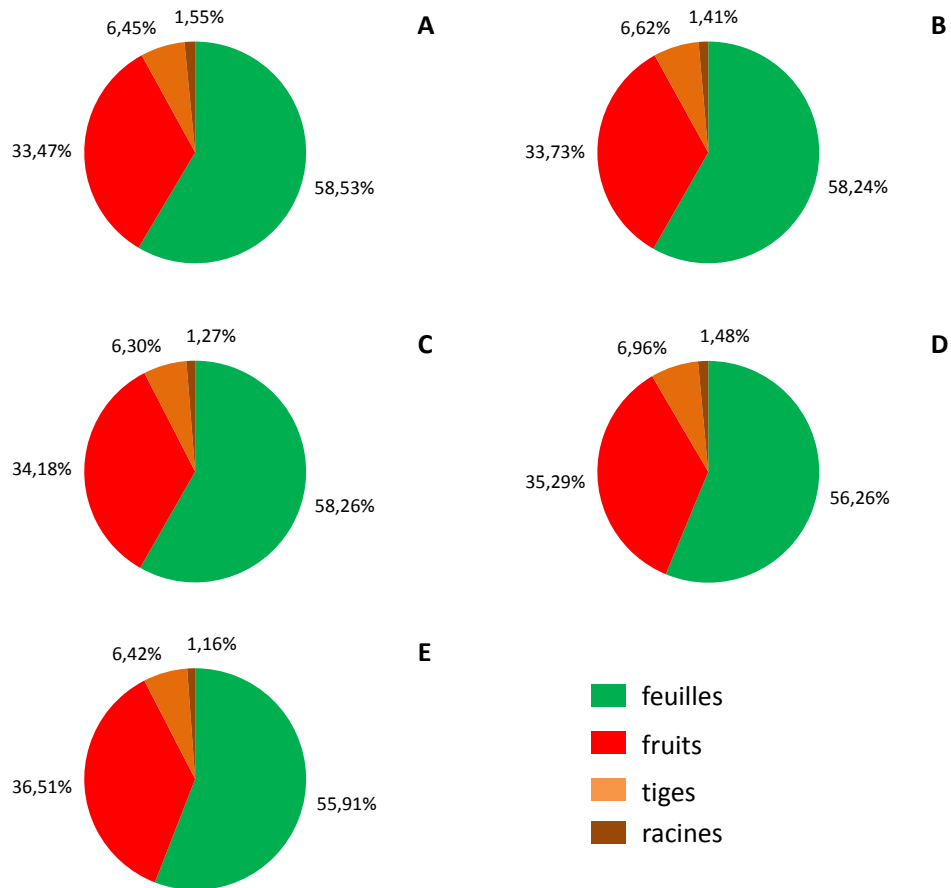 6,45%
1,55%
A
33,47%
58,53%
6,62%
1,41%
B
33,73%
58,24%
6,30%
1,27%
C
34,18%
58,26%
6,96%
1,48%
D
35,29%
56,26%
6,42%
1,16%
E
36,51%
55,91%
feuilles
fruits
tiges
racines